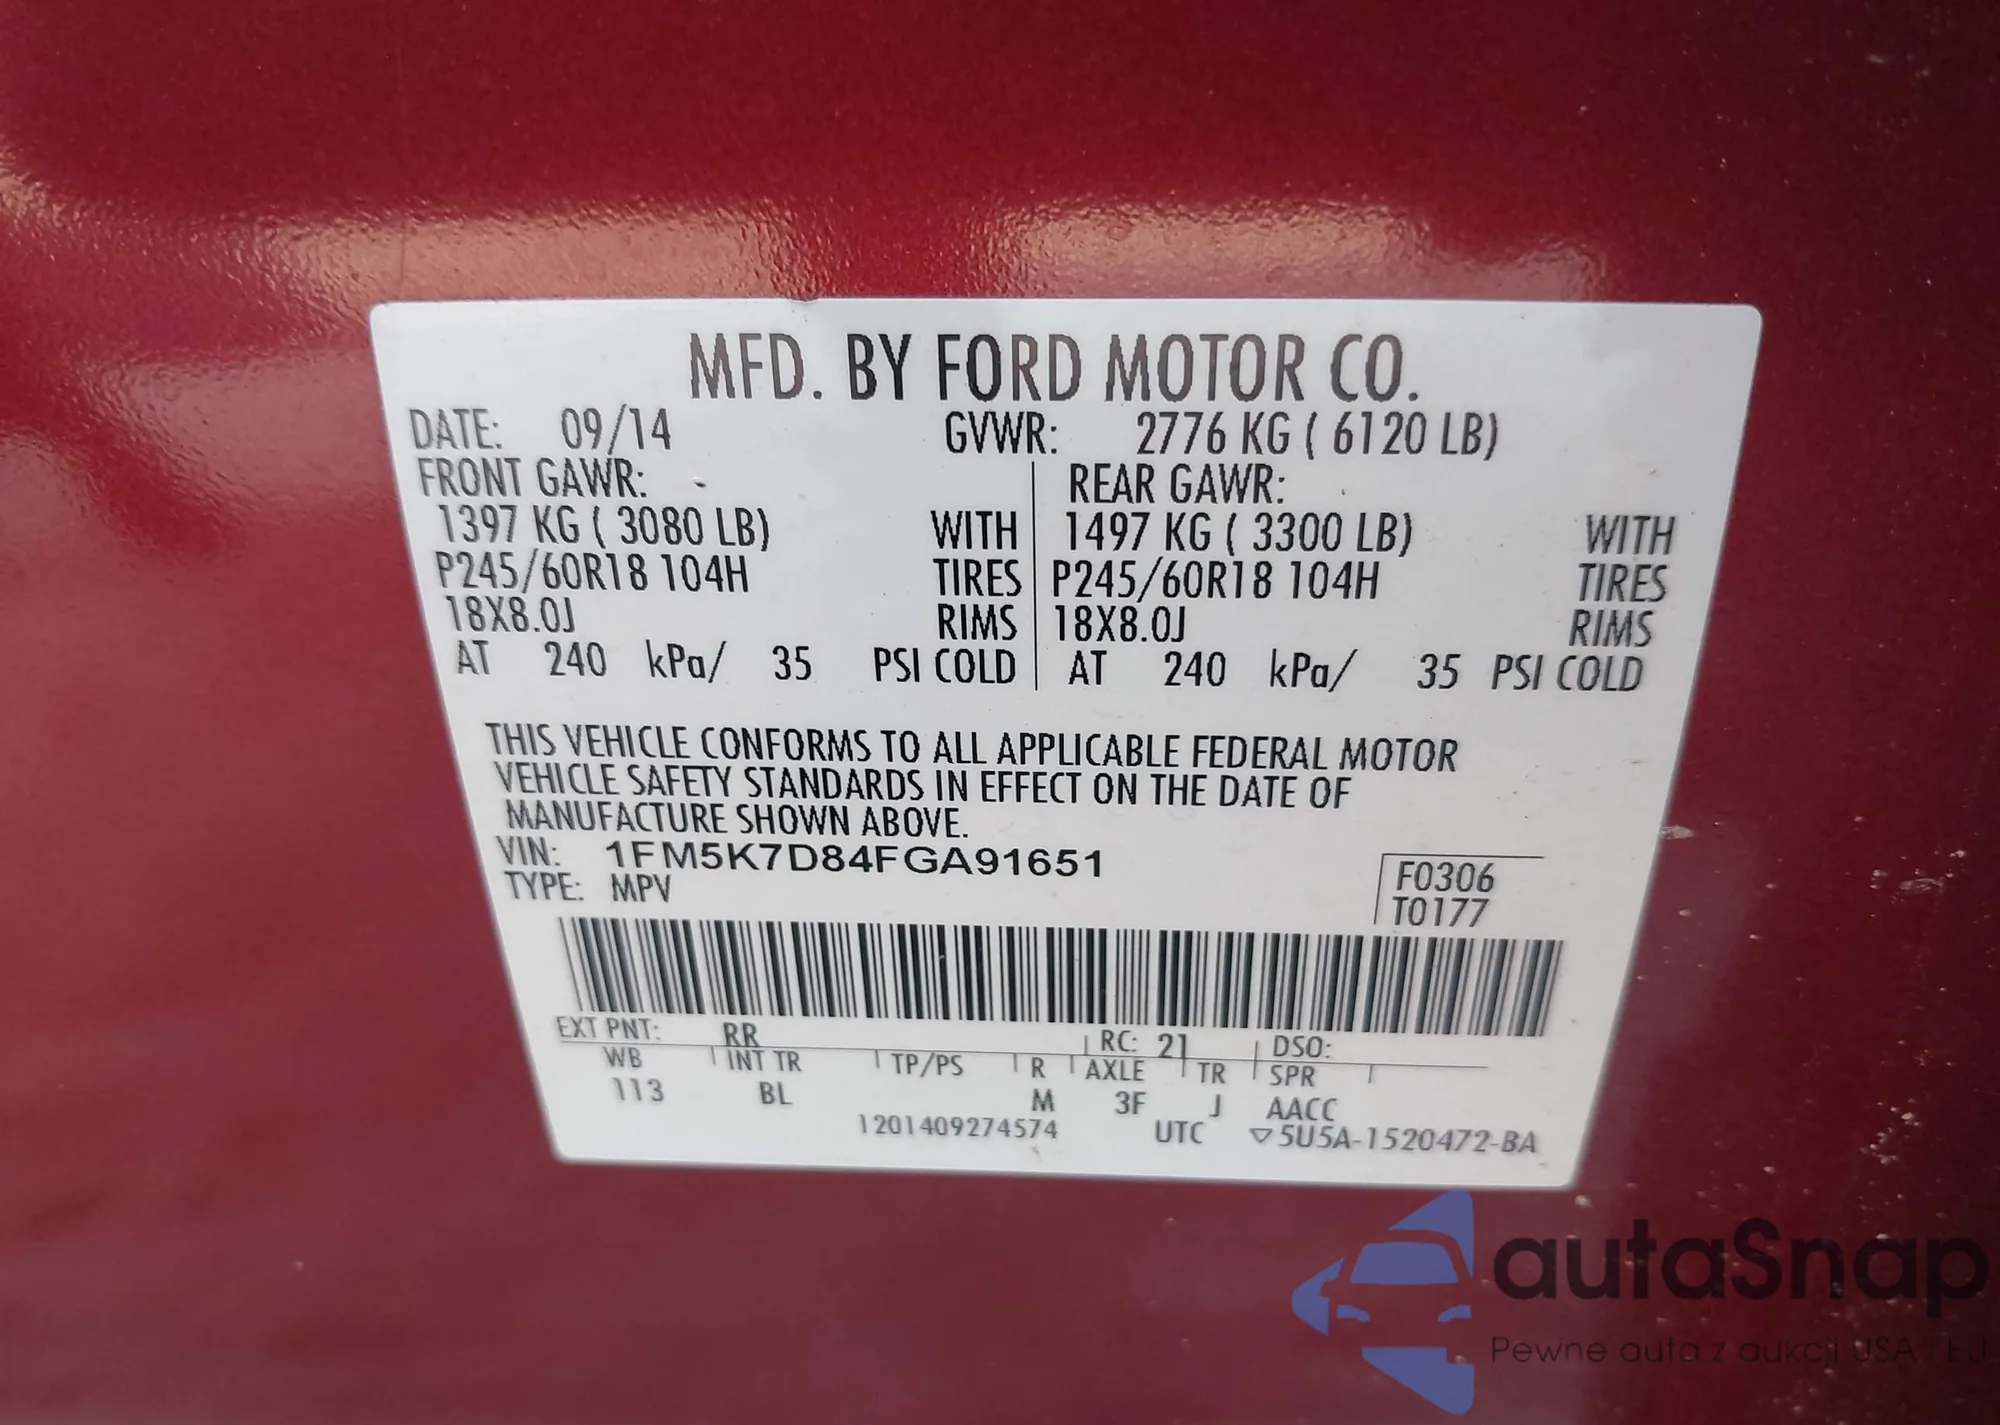 MFD. BY FORD MOTOR CO.
DATE: 09/14 GVWR: 2776 KG ( 6120 LB)
FRONT GAWR: REAR GAWR:
1397 KG ( 3080 LB) WITH 1497 KG ( 3300 LB) WITH
P245/60R18 104H TIRES P245/60R18 104H TIRES
18X8.0J RIMS 18X8.0J RIMS
AT 240 kPa/ 35 PSI COLD AT 240 kPa/ 35 PSI COLD
THIS VEHICLE CONFORMS TO ALL APPLICABLE FEDERAL MOTOR
VEHICLE SAFETY STANDARDS IN EFFECT ON THE DATE OF
MANUFACTURE SHOWN ABOVE.
VIN: 1FM5K7D84FGA91651
TYPE: MPV
F0306
T0177
EXT PNT: RR RC: 21 DSO:
WB INT TR TP/PS R AXLE TR SPR
113 BL M 3F J AACC
1201409274574 UTC ▽5U5A-1520472-BA
autaSnap
Pewne auta z aukcji USA i EU